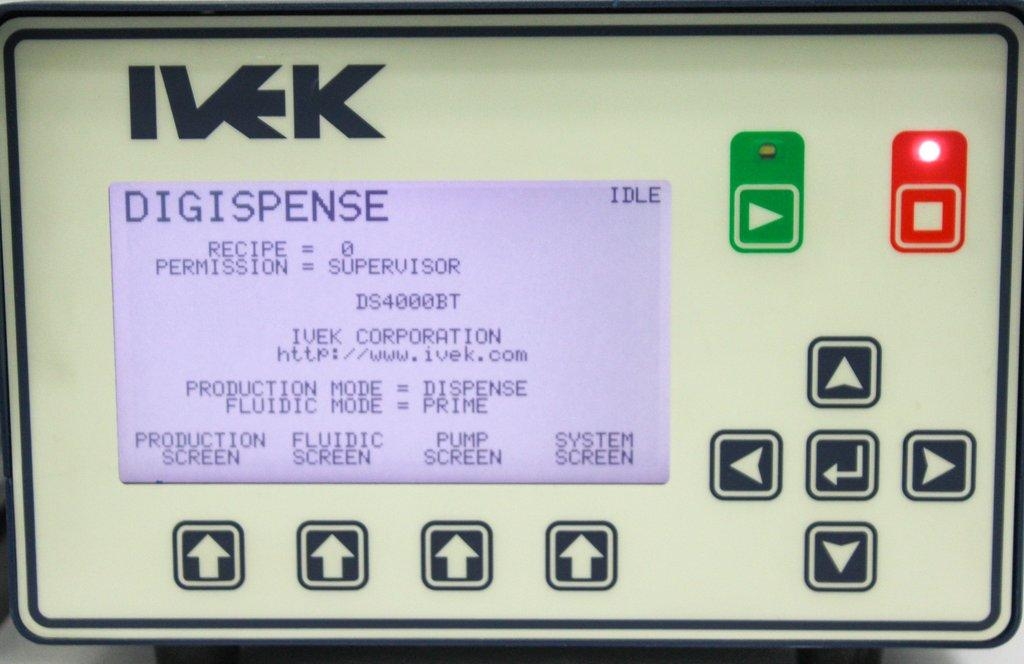 IVEK
DIGISPENSE
IDLE
RECIPE = 0
PERMISSION = SUPERVISOR
DS4000BT
IVEK CORPORATION
http://www.ivek.com
PRODUCTION MODE = DISPENSE
FLUIDIC MODE = PRIME
PRODUCTION SCREEN
FLUIDIC SCREEN
PUMP SCREEN
SYSTEM SCREEN